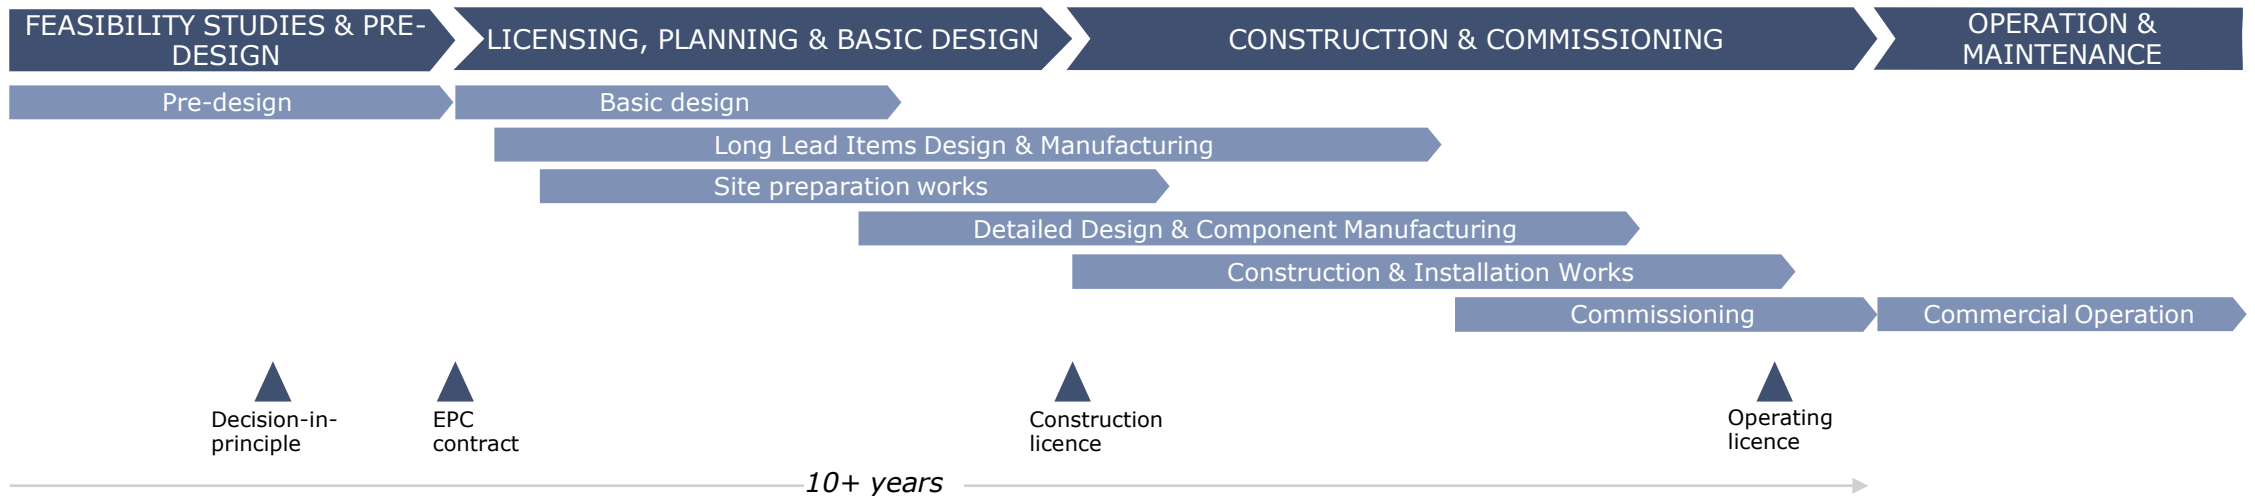 FEASIBILITY STUDIES & PRE-
DESIGN
LICENSING, PLANNING & BASIC DESIGN
CONSTRUCTION & COMMISSIONING
OPERATION &
MAINTENANCE
Pre-design
Basic design
Long Lead Items Design & Manufacturing
Site preparation works
Detailed Design & Component Manufacturing
Construction & Installation Works
Commissioning
Commercial Operation
Decision-in-
principle
EPC
contract
Construction
licence
Operating
licence
10+ years